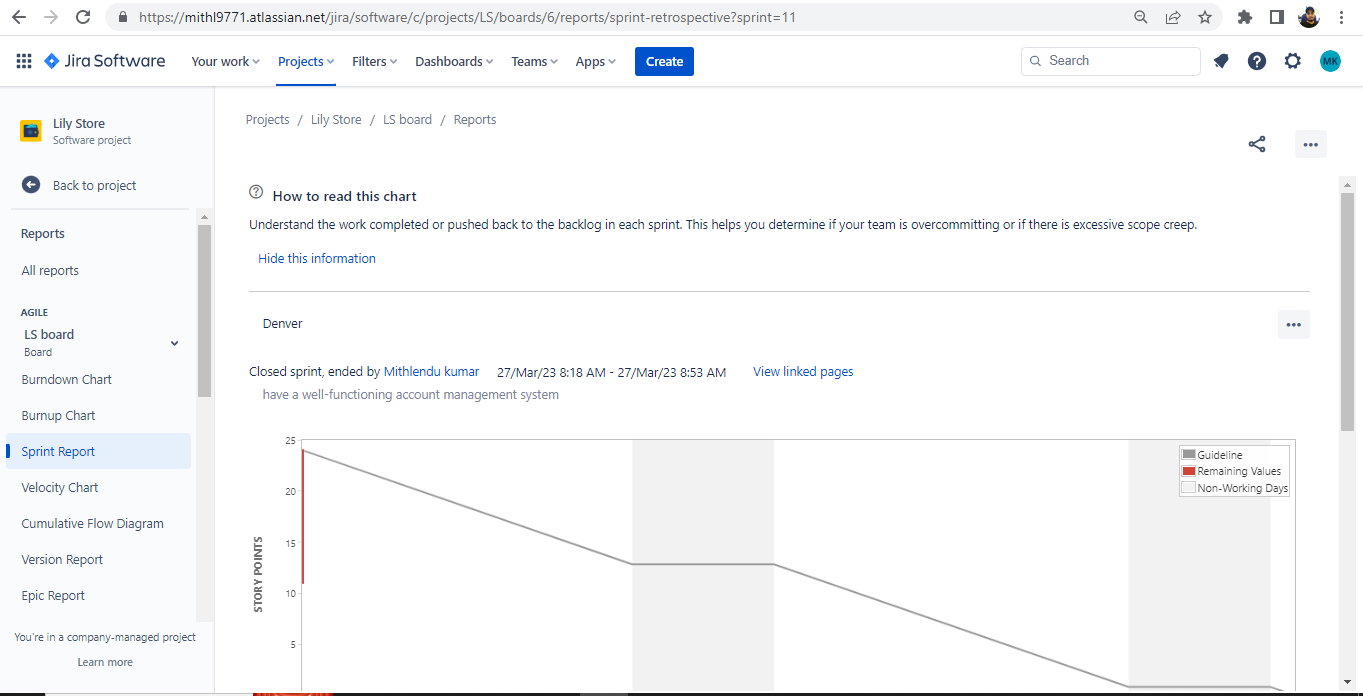 https://mithl9771.atlassian.net/jira/software/c/projects/LS/boards/6/reports/sprint-retrospective?sprint=11
Jira Software
Your work
Projects
Filters
Dashboards
Teams
Apps
Create
Search
MK
Lily Store
Software project
Back to project
Reports
All reports
AGILE
LS board
Board
Burndown Chart
Burnup Chart
Sprint Report
Velocity Chart
Cumulative Flow Diagram
Version Report
Epic Report
You're in a company-managed project
Learn more
Projects / Lily Store / LS board / Reports
How to read this chart
Understand the work completed or pushed back to the backlog in each sprint. This helps you determine if your team is overcommitting or if there is excessive scope creep.
Hide this information
Denver
Closed sprint, ended by Mithlendu kumar 27/Mar/23 8:18 AM - 27/Mar/23 8:53 AM View linked pages
have a well-functioning account management system
STORY POINTS
25
20
15
10
5
Guideline
Remaining Values
Non-Working Days